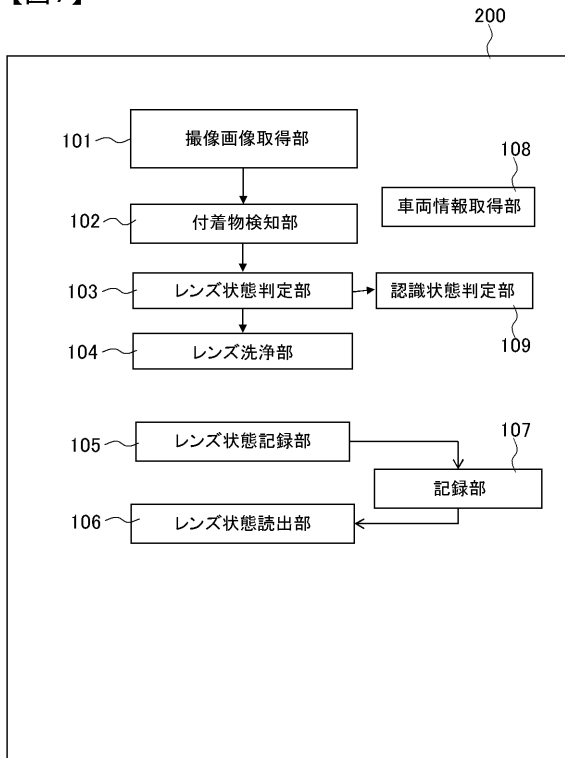 200
101
撮像画像取得部
108
車両情報取得部
102
付着物検知部
103
レンズ状態判定部
認識状態判定部
109
104
レンズ洗浄部
105
レンズ状態記録部
107
記録部
106
レンズ状態読出部